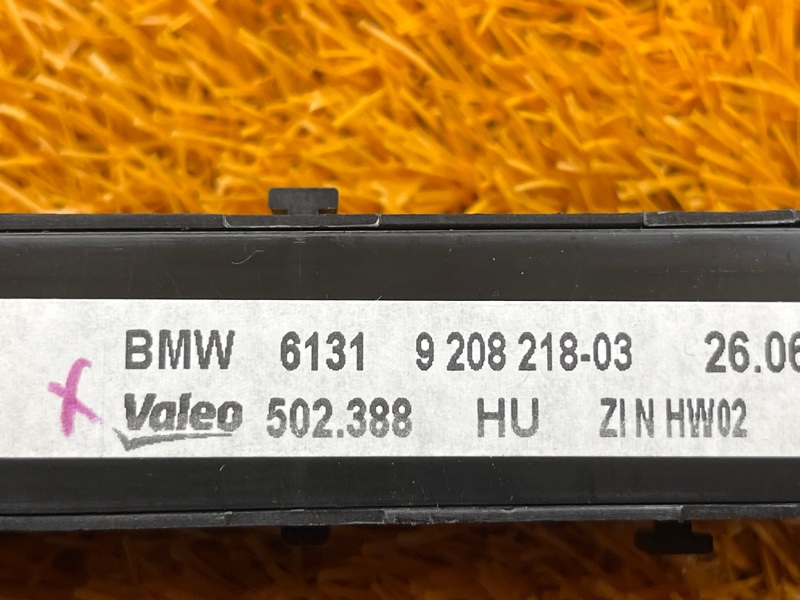 BMW 6131 9 208 218-03 26.06
Valeo 502.388 HU ZI N HW02